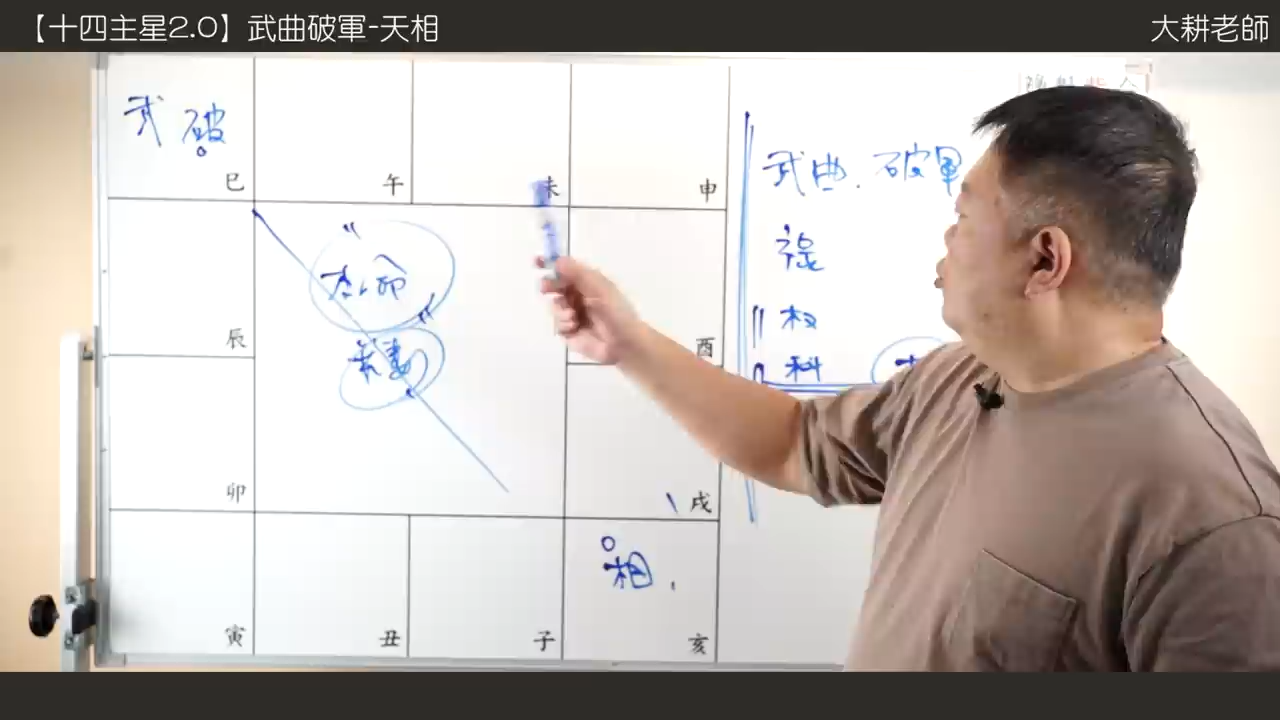 【十四主星2.0】武曲破軍-天相
大耕老師
武 破
巳
午
未
申
武曲.破軍
祿
权
科
辰
酉
卯
戌
相
寅
丑
子
亥